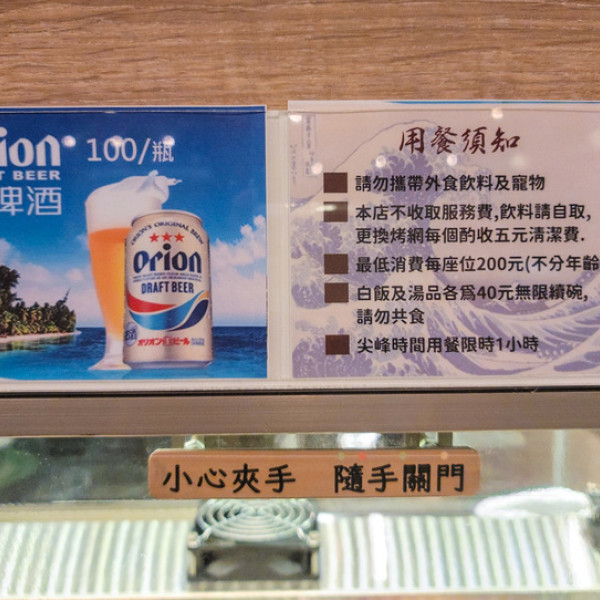 rion
100/瓶
T BEER
啤酒
ORION'S ORIGINAL BEER
orion
DRAFT BEER
オリオン生ビール
用餐須知
請勿攜帶外食飲料及寵物
本店不收取服務費,飲料請自取,
更換烤網每個酌收五元清潔費.
最低消費每座位200元(不分年齡
白飯及湯品各為40元無限續碗,
請勿共食
尖峰時間用餐限時1小時
小心夾手 隨手關門